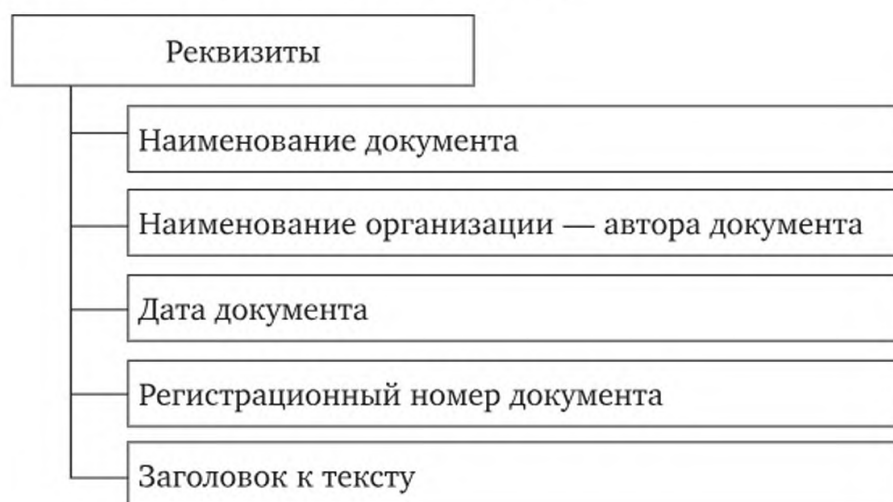 Реквизиты
Наименование документа
Наименование организации — автора документа
Дата документа
Регистрационный номер документа
Заголовок к тексту